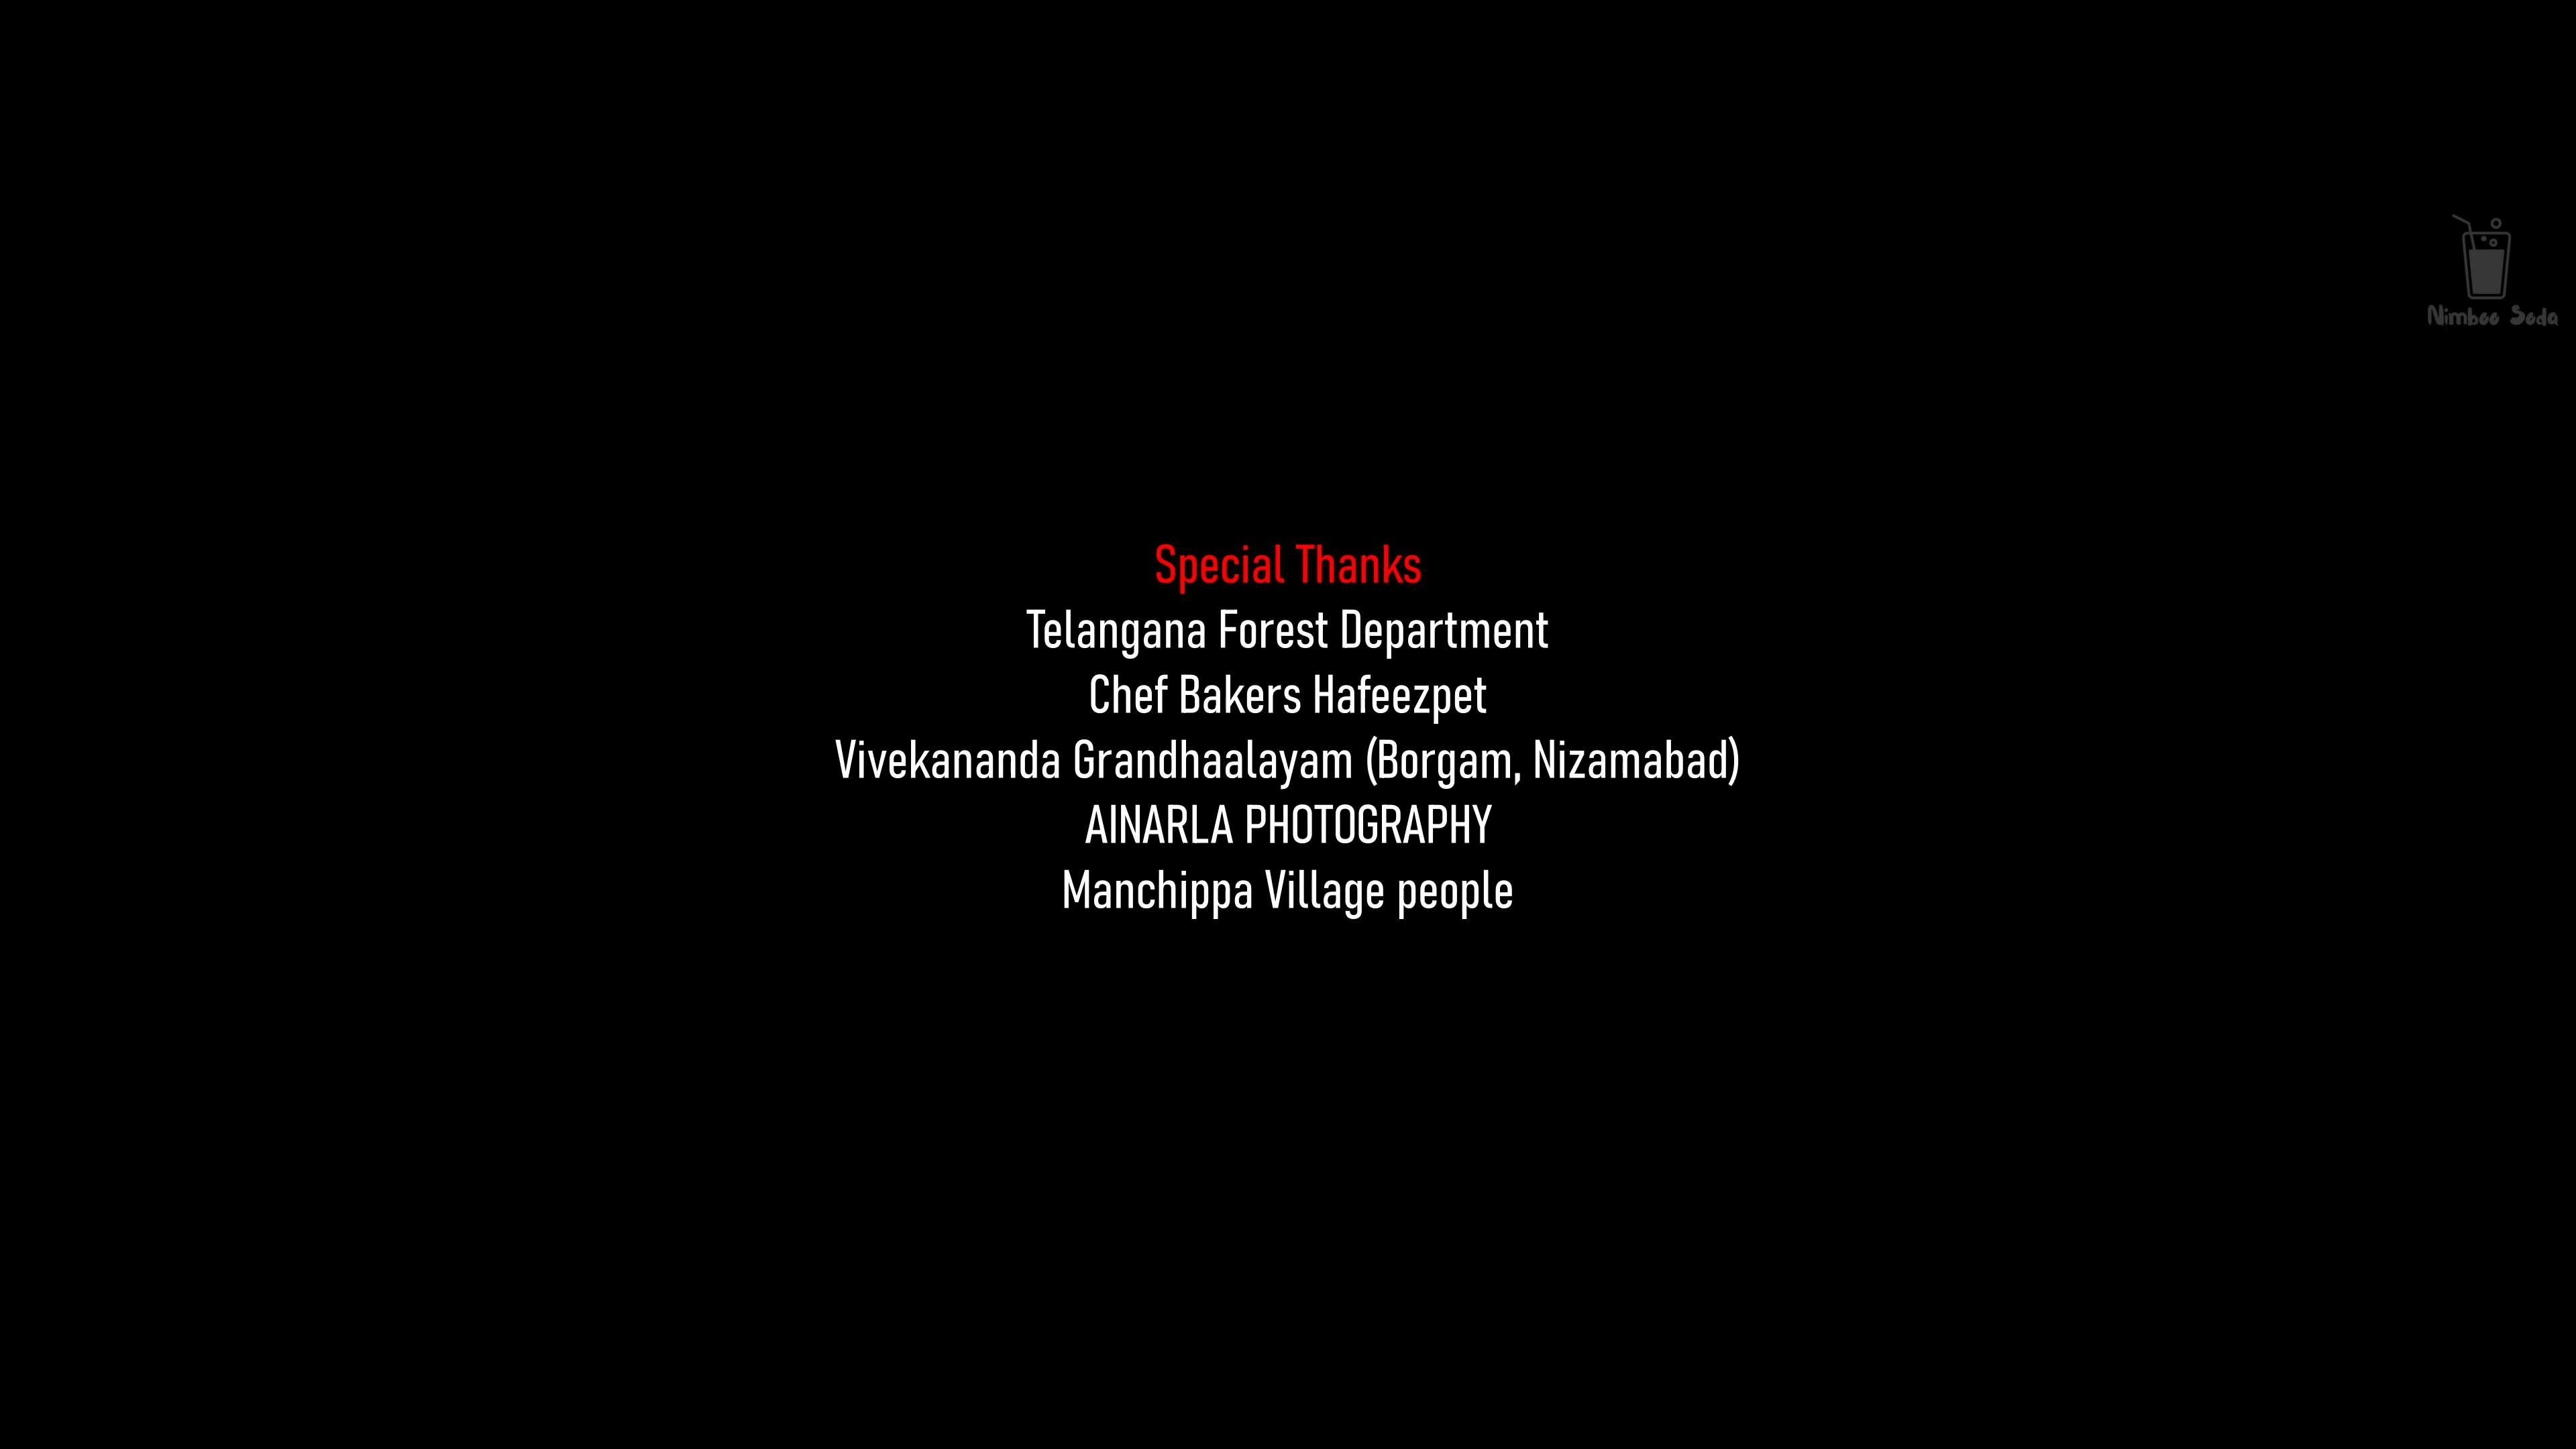 Nimboo Soda
Special Thanks
Telangana Forest Department
Chef Bakers Hafeezpet
Vivekananda Grandhaalayam (Borgam, Nizamabad)
AINARLA PHOTOGRAPHY
Manchippa Village people